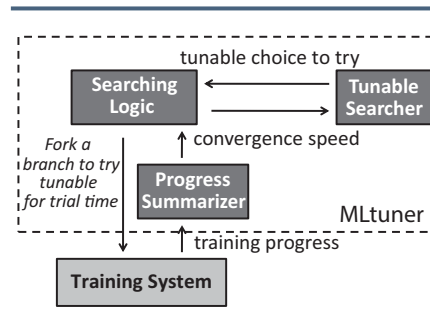 tunable choice to try
Searching
Logic
Tunable
Searcher
convergence speed
Fork a
branch to try
tunable
for trial time
Progress
Summarizer
MLtuner
training progress
Training System